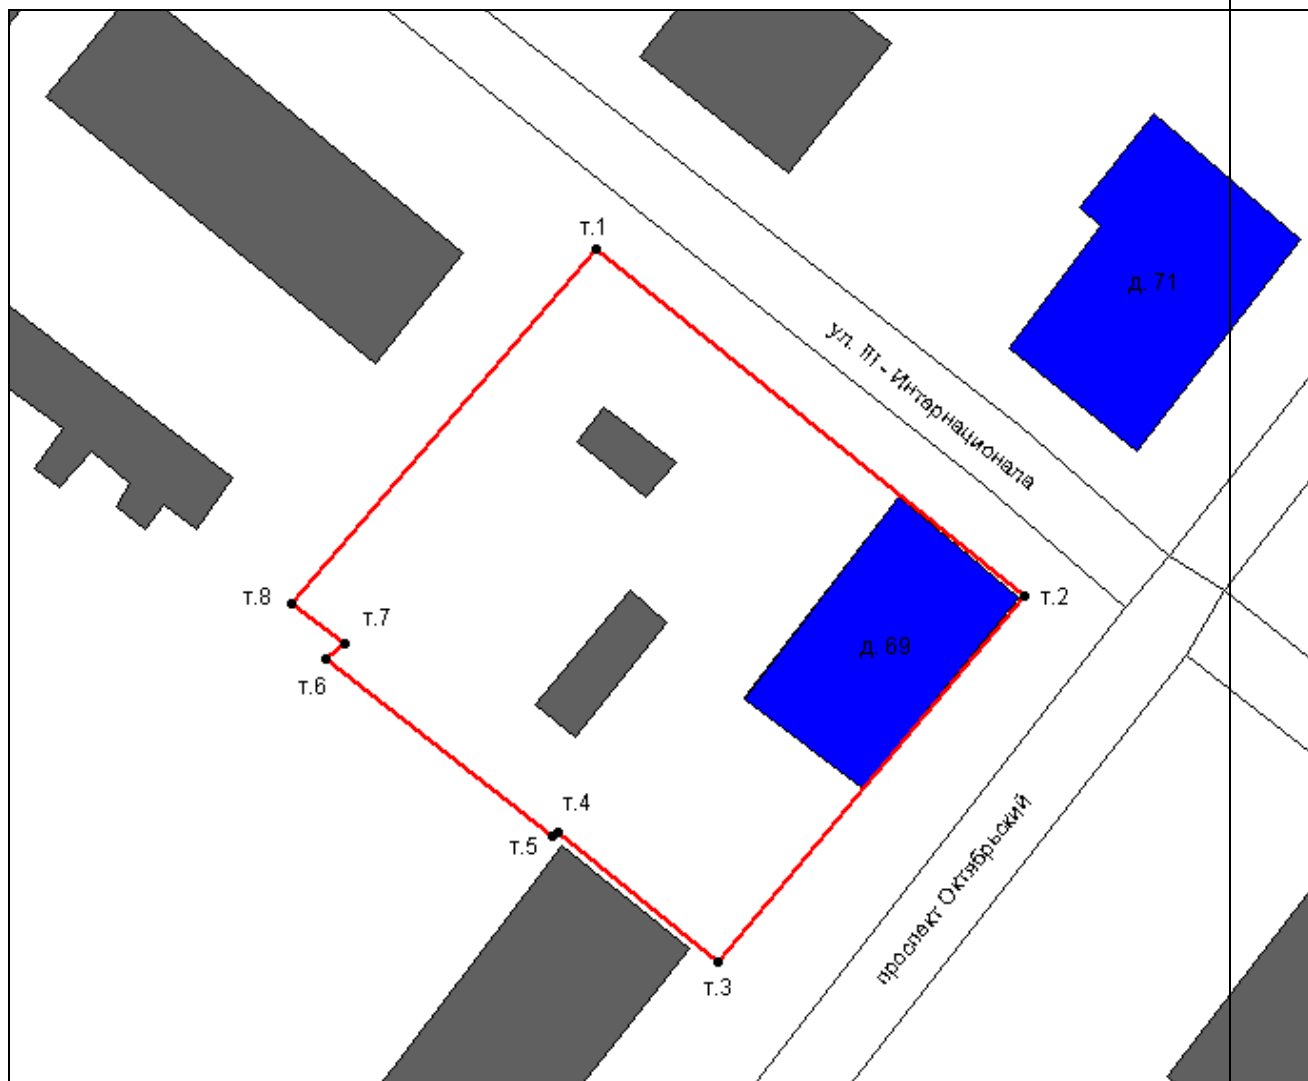 т.1
д. 71
ул. III - Интернационала
т.8
т.2
т.7
д. 69
т.6
т.4
т.5
проспект Октябрьский
т.3